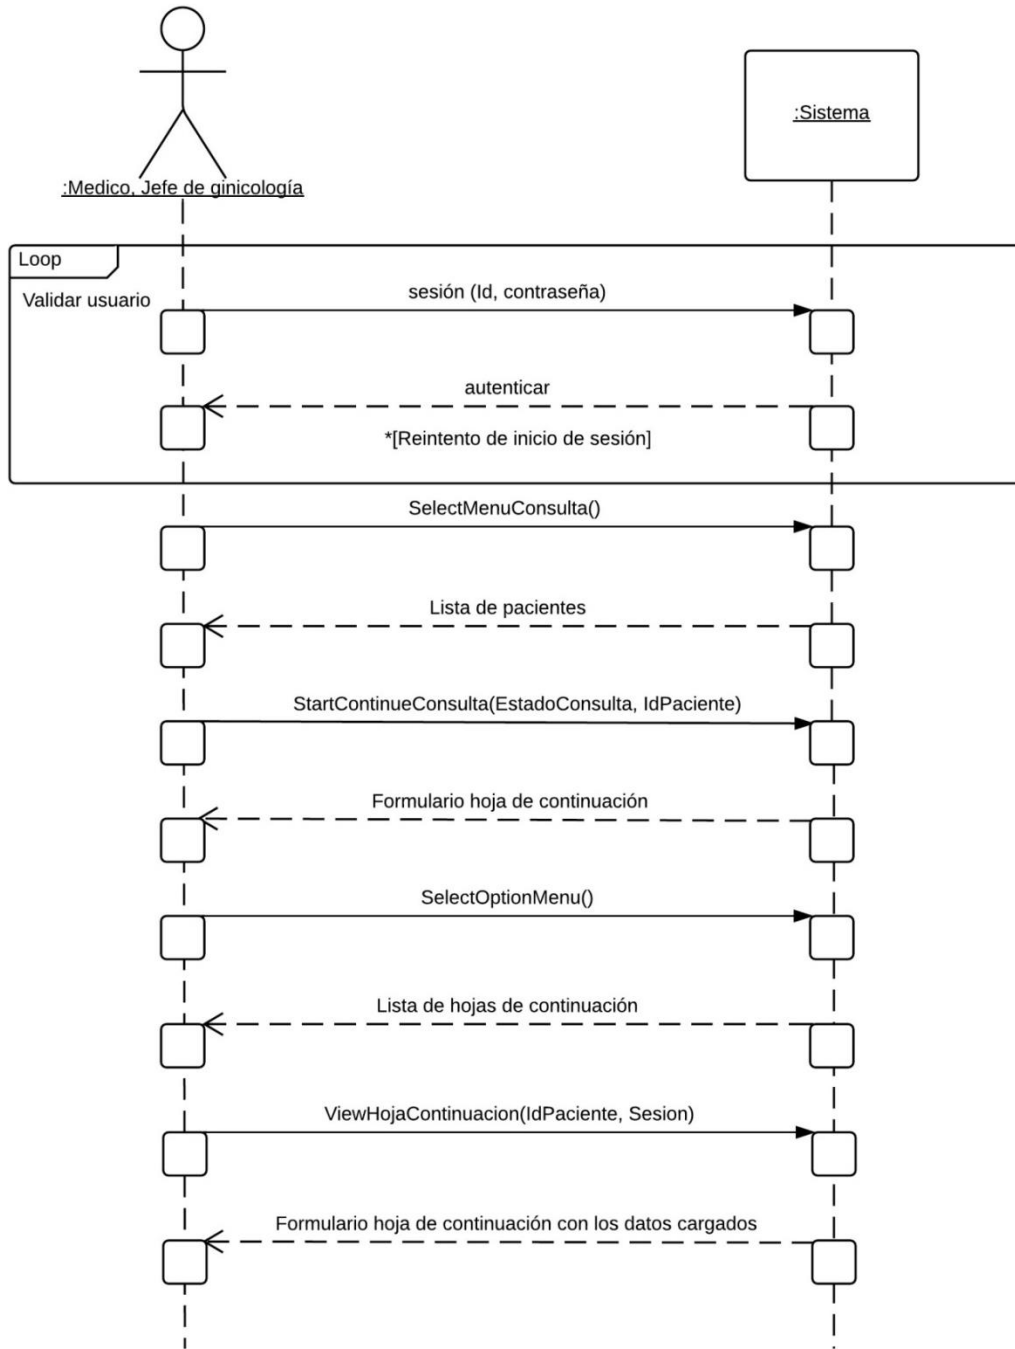 :Sistema
:Medico, Jefe de ginicología
Loop
Validar usuario
sesión (Id, contraseña)
autenticar
*[Reintento de inicio de sesión]
SelectMenuConsulta()
Lista de pacientes
StartContinueConsulta(EstadoConsulta, IdPaciente)
Formulario hoja de continuación
SelectOptionMenu()
Lista de hojas de continuación
ViewHojaContinuacion(IdPaciente, Sesion)
Formulario hoja de continuación con los datos cargados